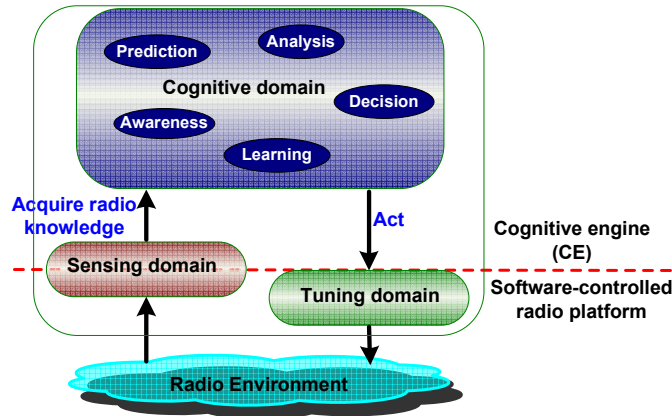 Prediction
Analysis
Cognitive domain
Decision
Awareness
Learning
Acquire radio
knowledge
Act
Cognitive engine
(CE)
Sensing domain
Tuning domain
Software-controlled
radio platform
Radio Environment